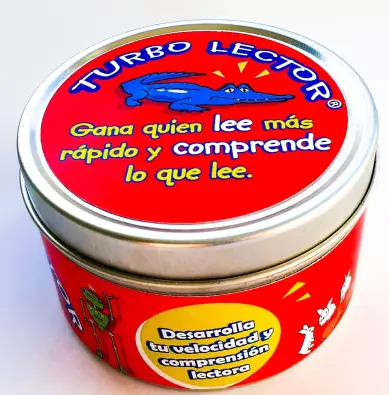 TURBO LECTOR®
Gana quien lee más
rápido y comprende
lo que lee.
Desarrolla
tu velocidad y
comprensión
lectora